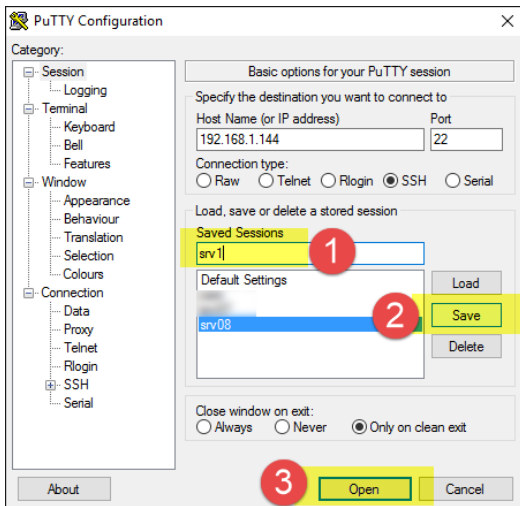 PuTTY Configuration
Category:
Session
Logging
Terminal
Keyboard
Bell
Features
Window
Appearance
Behaviour
Translation
Selection
Colours
Connection
Data
Proxy
Telnet
Rlogin
SSH
Serial
Basic options for your PuTTY session
Specify the destination you want to connect to
Host Name (or IP address) Port
192.168.1.144 22
Connection type:
Raw Telnet Rlogin SSH Serial
Load, save or delete a stored session
Saved Sessions
srv1
1
Default Settings
srv08
Load
2
Save
Delete
Close window on exit:
Always Never Only on clean exit
3
About Open Cancel